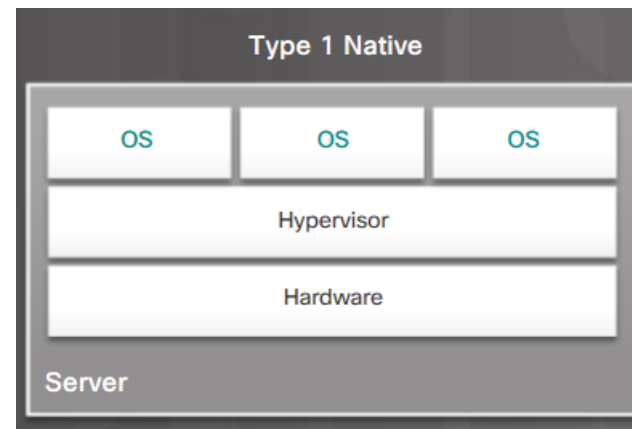 Type 1 Native
OS OS OS
Hypervisor
Hardware
Server